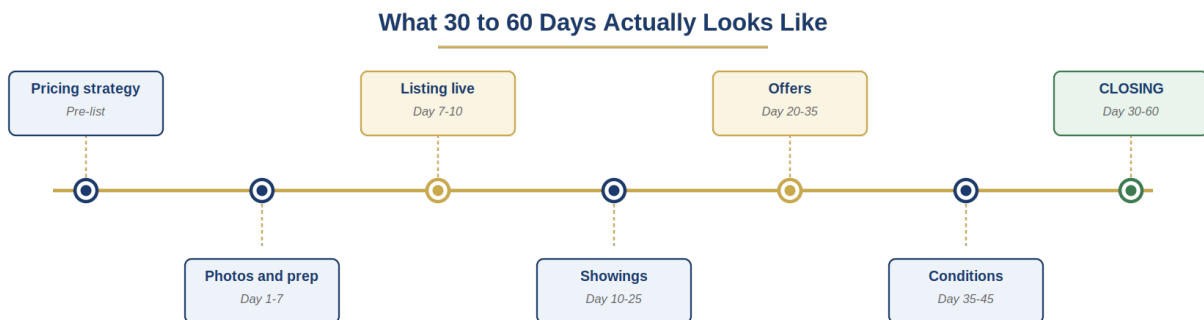 What 30 to 60 Days Actually Looks Like
Pricing strategy
Pre-list
Listing live
Day 7-10
Offers
Day 20-35
CLOSING
Day 30-60
Photos and prep
Day 1-7
Showings
Day 10-25
Conditions
Day 35-45